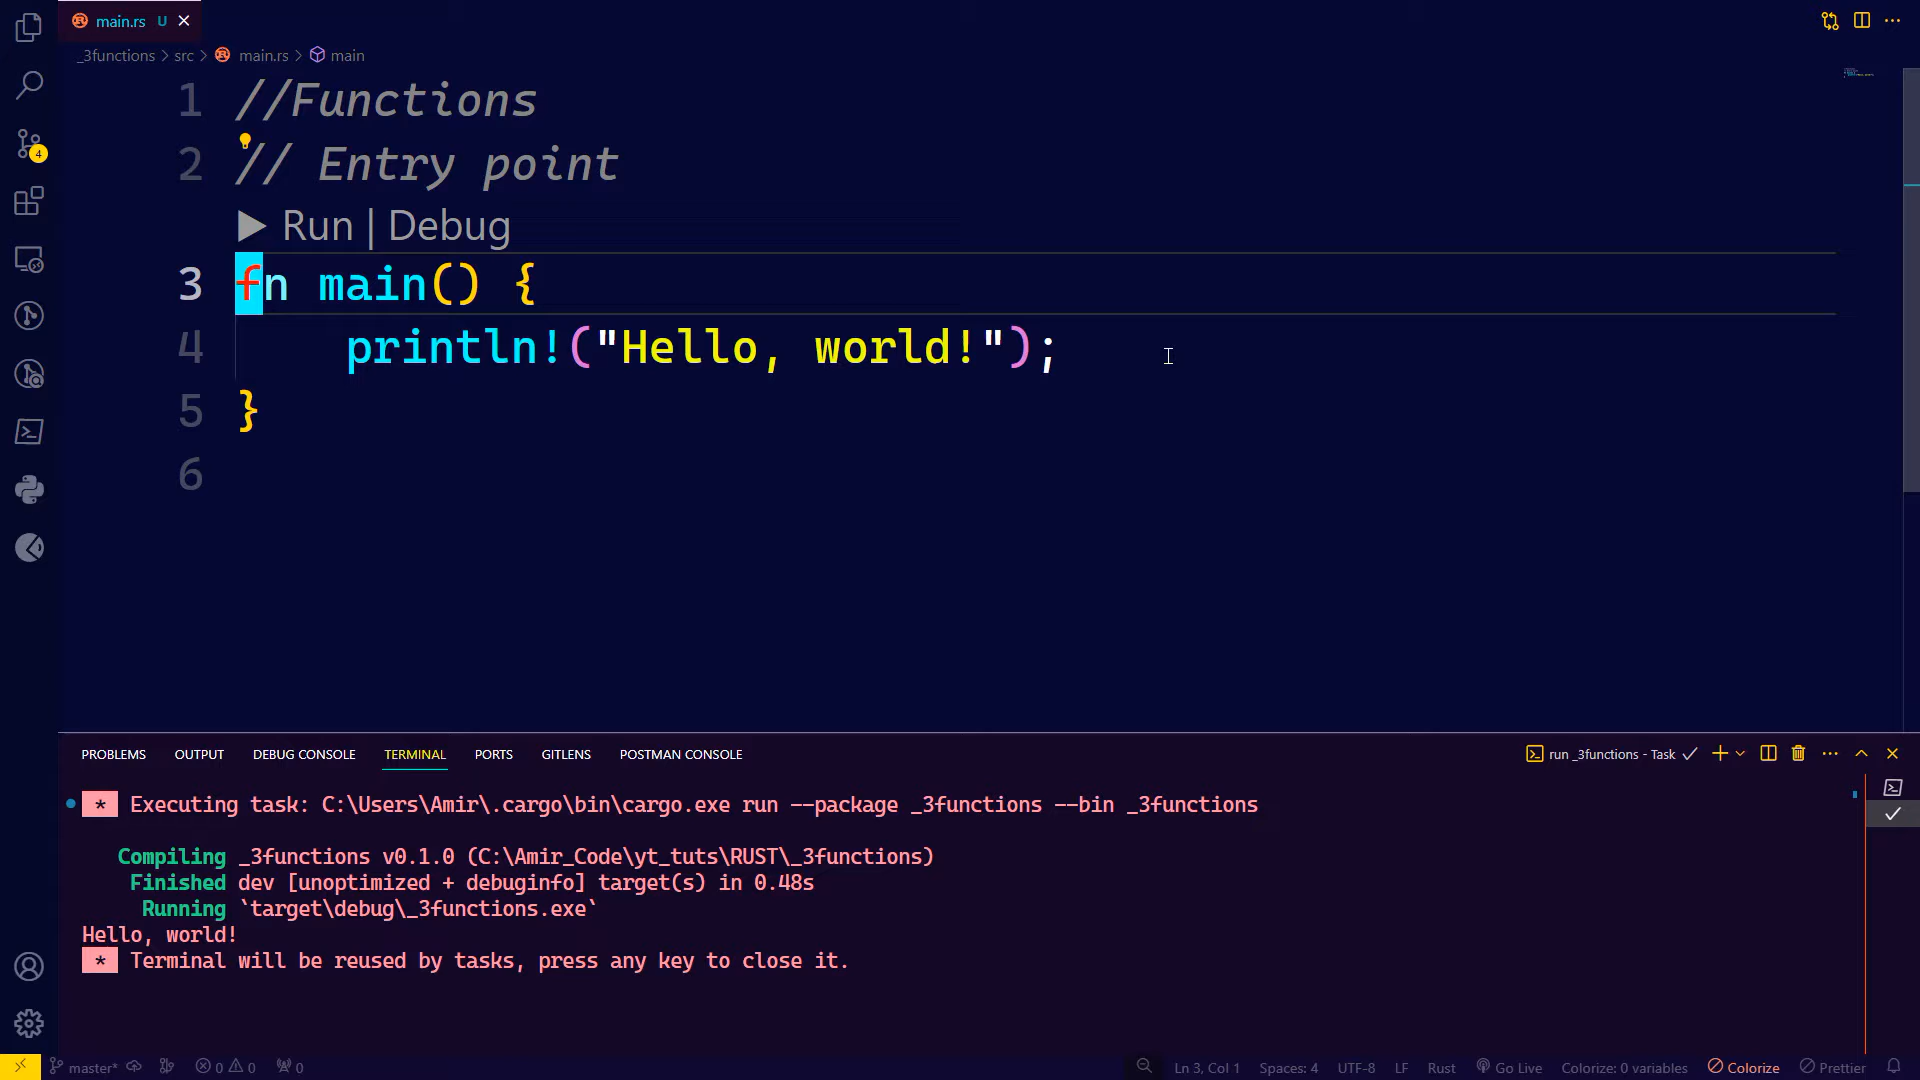 main.rs U
_3functions > src > main.rs > main
1 //Functions
2 // Entry point
Run | Debug
3 fn main() {
4 println!("Hello, world!");
5 }
6
4
PROBLEMS OUTPUT DEBUG CONSOLE TERMINAL PORTS GITLENS POSTMAN CONSOLE
run _3functions - Task
* Executing task: C:\Users\Amir\.cargo\bin\cargo.exe run --package _3functions --bin _3functions
Compiling _3functions v0.1.0 (C:\Amir_Code\yt_tuts\RUST\_3functions)
Finished dev [unoptimized + debuginfo] target(s) in 0.48s
Running `target\debug\_3functions.exe`
Hello, world!
* Terminal will be reused by tasks, press any key to close it.
master* 0 0 0 Ln 3, Col 1 Spaces: 4 UTF-8 LF Rust Go Live Colorize: 0 variables Colorize Prettier